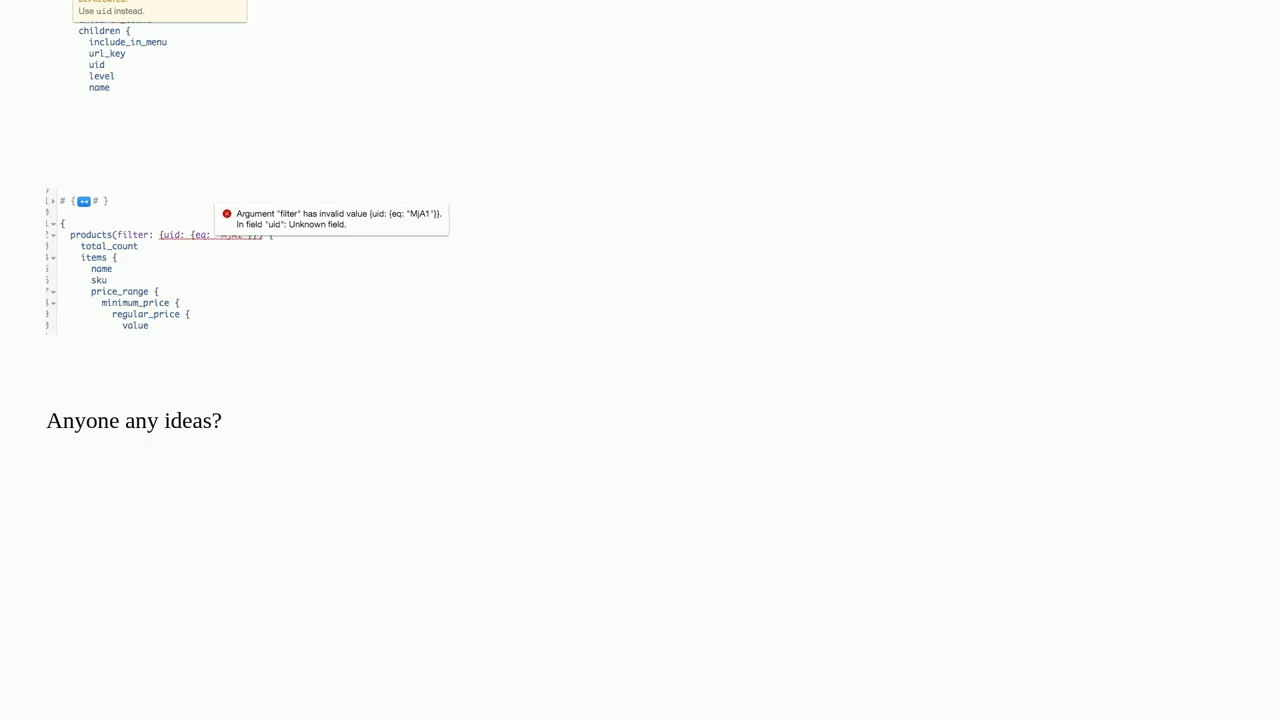 Use uid instead.
children {
include_in_menu
url_key
uid
level
name
# {↔# }
Argument "filter" has invalid value {uid: {eq: "MjA1"}}.
In field "uid": Unknown field.
{
products(filter: {uid: {eq: "MjA1"}}) {
total_count
items {
name
sku
price_range {
minimum_price {
regular_price {
value
Anyone any ideas?